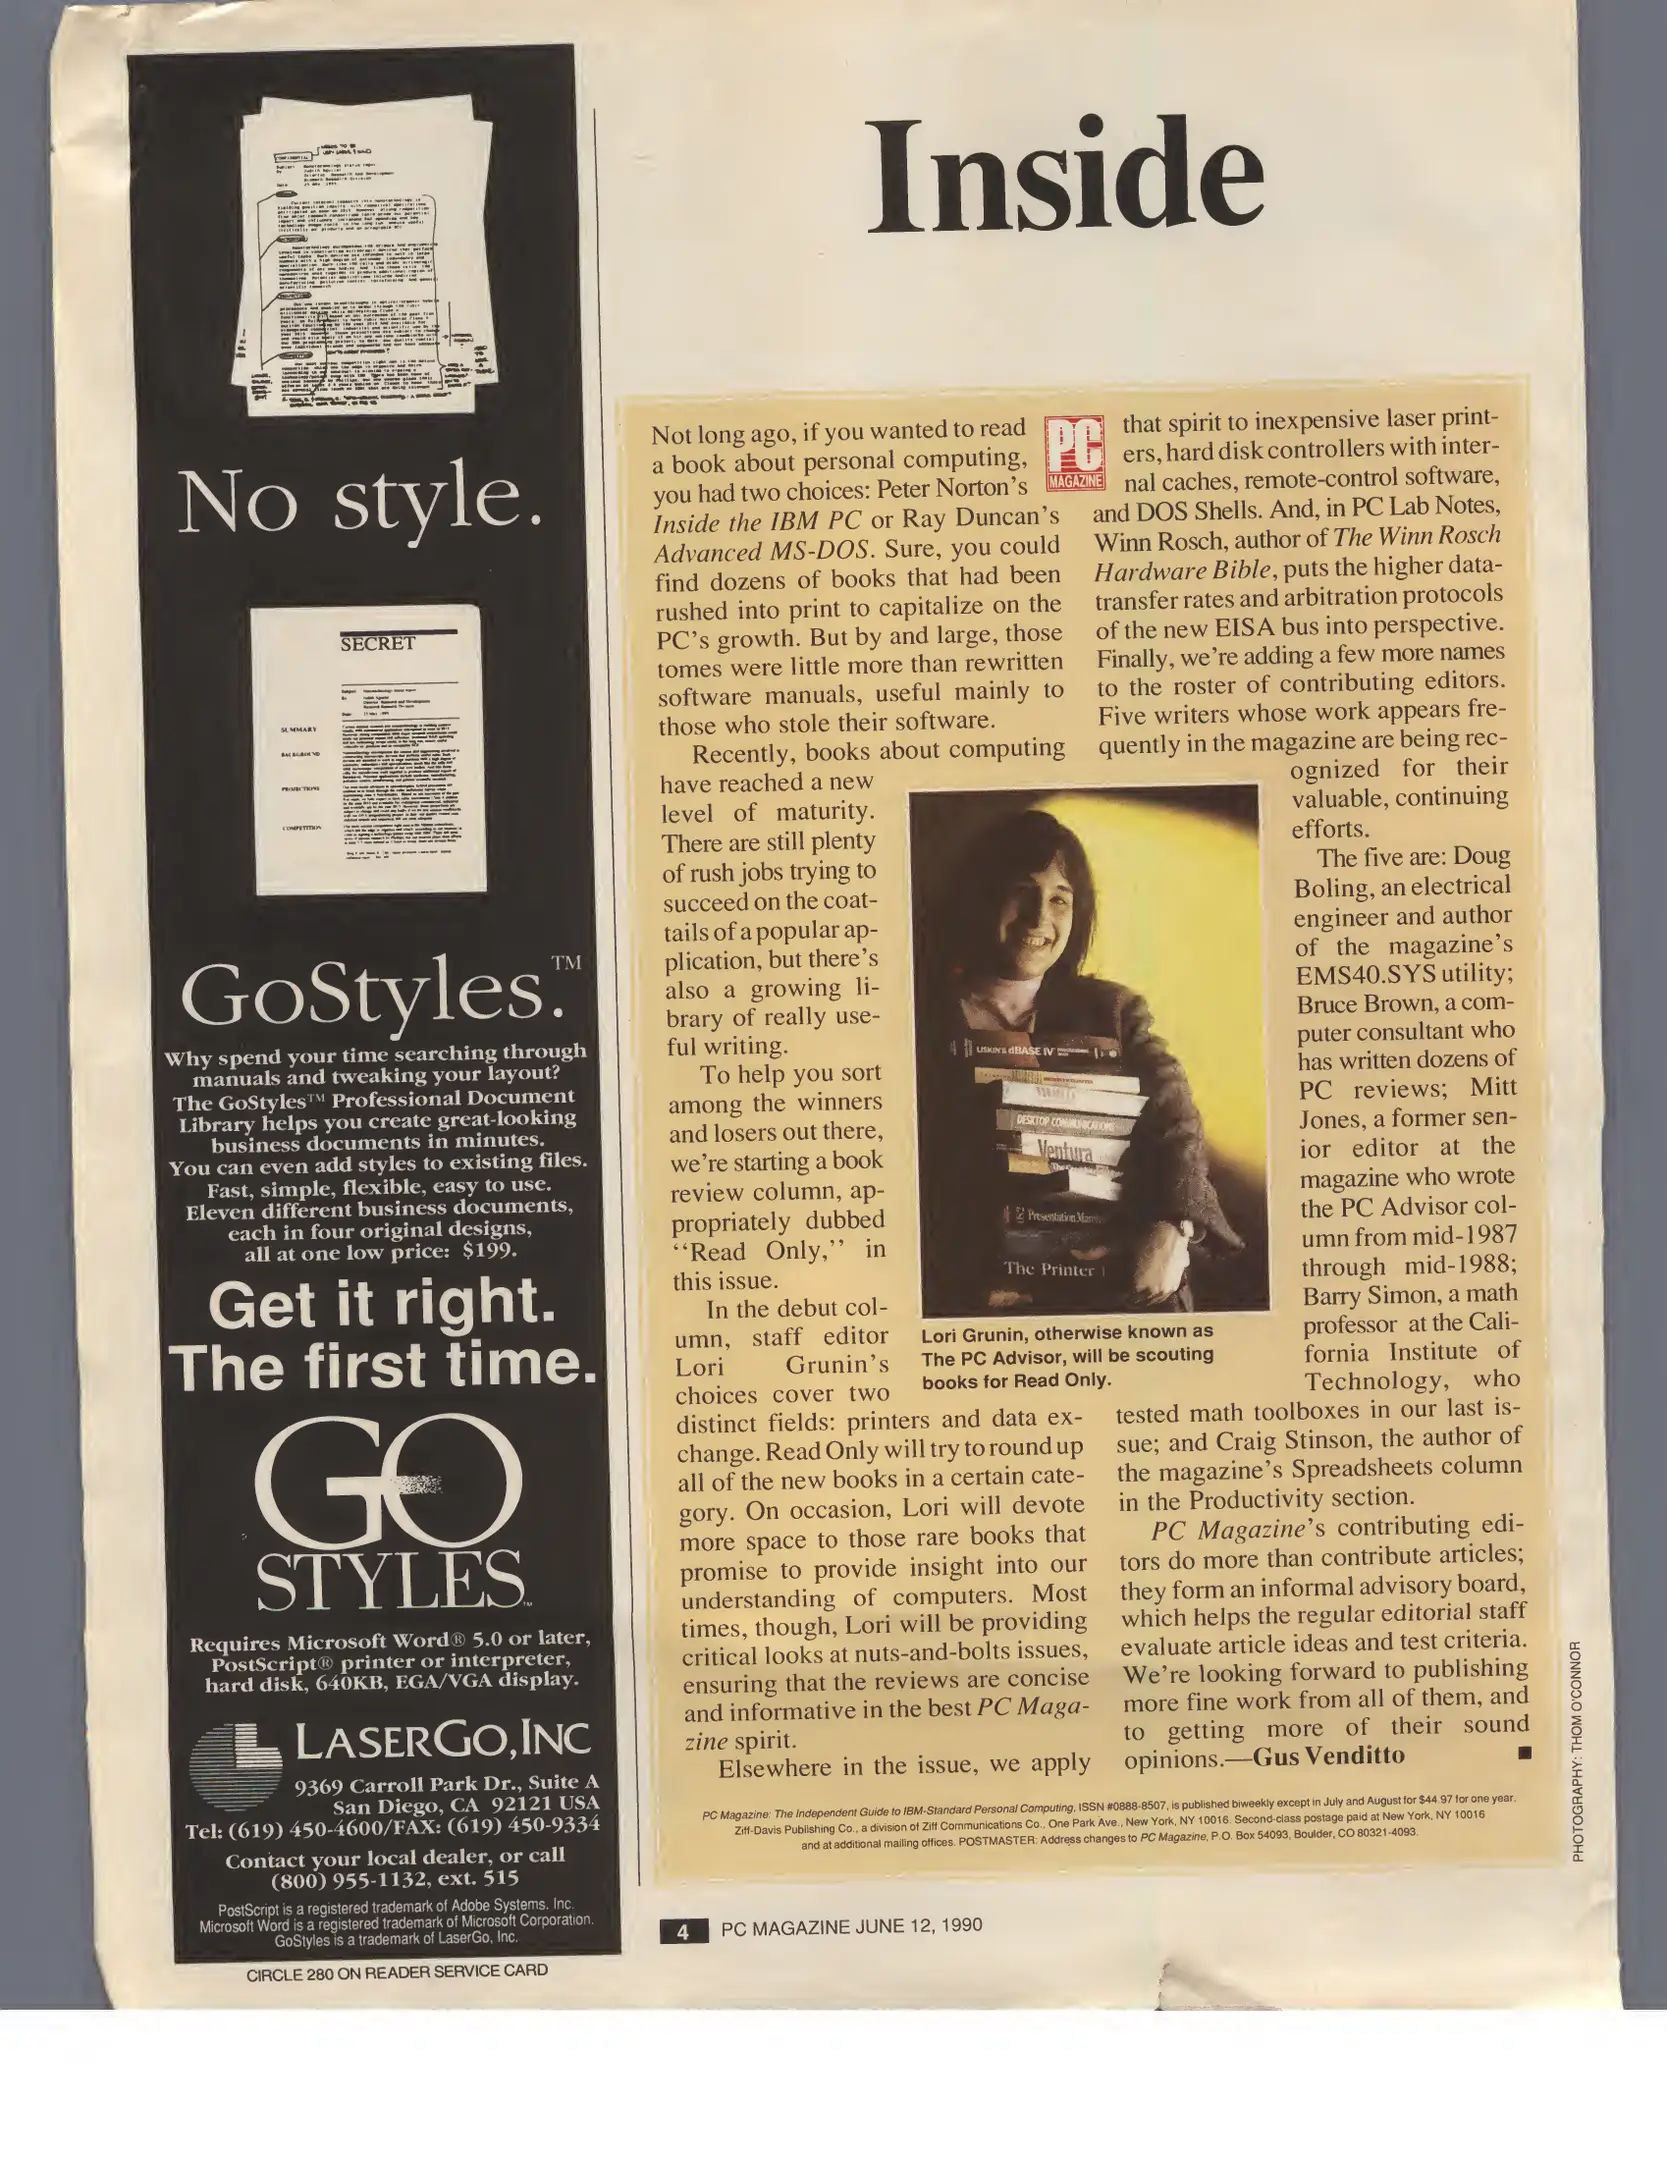 No style.
SECRET
SUMMARY
BACKGROUND
PROJECTIONS
COMPETITION
GoStyles.™
Why spend your time searching through
manuals and tweaking your layout?
The GoStyles™ Professional Document
Library helps you create great-looking
business documents in minutes.
You can even add styles to existing files.
Fast, simple, flexible, easy to use.
Eleven different business documents,
each in four original designs,
all at one low price: $199.
Get it right.
The first time.
GO
STYLES™
Requires Microsoft Word® 5.0 or later,
PostScript® printer or interpreter,
hard disk, 640KB, EGA/VGA display.
LASERGO, INC
9369 Carroll Park Dr., Suite A
San Diego, CA 92121 USA
Tel: (619) 450-4600/FAX: (619) 450-9334
Contact your local dealer, or call
(800) 955-1132, ext. 515
PostScript is a registered trademark of Adobe Systems, Inc.
Microsoft Word is a registered trademark of Microsoft Corporation.
GoStyles is a trademark of LaserGo, Inc.
CIRCLE 280 ON READER SERVICE CARD
Inside
Not long ago, if you wanted to read
a book about personal computing,
you had two choices: Peter Norton's
Inside the IBM PC or Ray Duncan's
Advanced MS-DOS. Sure, you could
find dozens of books that had been
rushed into print to capitalize on the
PC's growth. But by and large, those
tomes were little more than rewritten
software manuals, useful mainly to
those who stole their software.
Recently, books about computing
have reached a new
level of maturity.
There are still plenty
of rush jobs trying to
succeed on the coat-
tails of a popular ap-
plication, but there's
also a growing li-
brary of really use-
ful writing.
To help you sort
among the winners
and losers out there,
we're starting a book
review column, ap-
propriately dubbed
"Read Only," in
this issue.
In the debut col-
umn, staff editor
Lori Grunin's
choices cover two
distinct fields: printers and data ex-
change. Read Only will try to round up
all of the new books in a certain cate-
gory. On occasion, Lori will devote
more space to those rare books that
promise to provide insight into our
understanding of computers. Most
times, though, Lori will be providing
critical looks at nuts-and-bolts issues,
ensuring that the reviews are concise
and informative in the best PC Maga-
zine spirit.
Elsewhere in the issue, we apply
PC
MAGAZINE
that spirit to inexpensive laser print-
ers, hard disk controllers with inter-
nal caches, remote-control software,
and DOS Shells. And, in PC Lab Notes,
Winn Rosch, author of The Winn Rosch
Hardware Bible, puts the higher data-
transfer rates and arbitration protocols
of the new EISA bus into perspective.
Finally, we're adding a few more names
to the roster of contributing editors.
Five writers whose work appears fre-
quently in the magazine are being rec-
ognized for their
valuable, continuing
efforts.
The five are: Doug
Boling, an electrical
engineer and author
of the magazine's
EMS40.SYS utility;
Bruce Brown, a com-
puter consultant who
has written dozens of
PC reviews; Mitt
Jones, a former sen-
ior editor at the
magazine who wrote
the PC Advisor col-
umn from mid-1987
through mid-1988;
Barry Simon, a math
professor at the Cali-
fornia Institute of
Technology, who
tested math toolboxes in our last is-
sue; and Craig Stinson, the author of
the magazine's Spreadsheets column
in the Productivity section.
PC Magazine's contributing edi-
tors do more than contribute articles;
they form an informal advisory board,
which helps the regular editorial staff
evaluate article ideas and test criteria.
We're looking forward to publishing
more fine work from all of them, and
to getting more of their sound
opinions.—Gus Venditto ■
dBASE IV
DESKTOP COMMUNICATIONS
Ventura
Presentation
The Printer
Lori Grunin, otherwise known as
The PC Advisor, will be scouting
books for Read Only.
PC Magazine: The Independent Guide to IBM-Standard Personal Computing, ISSN #0888-8507, is published biweekly except in July and August for $44.97 for one year.
Ziff-Davis Publishing Co., a division of Ziff Communications Co., One Park Ave., New York, NY 10016. Second-class postage paid at New York, NY 10016
and at additional mailing offices. POSTMASTER: Address changes to PC Magazine, P.O. Box 54093, Boulder, CO 80321-4093.
PHOTOGRAPHY: THOM O'CONNOR
4 PC MAGAZINE JUNE 12, 1990